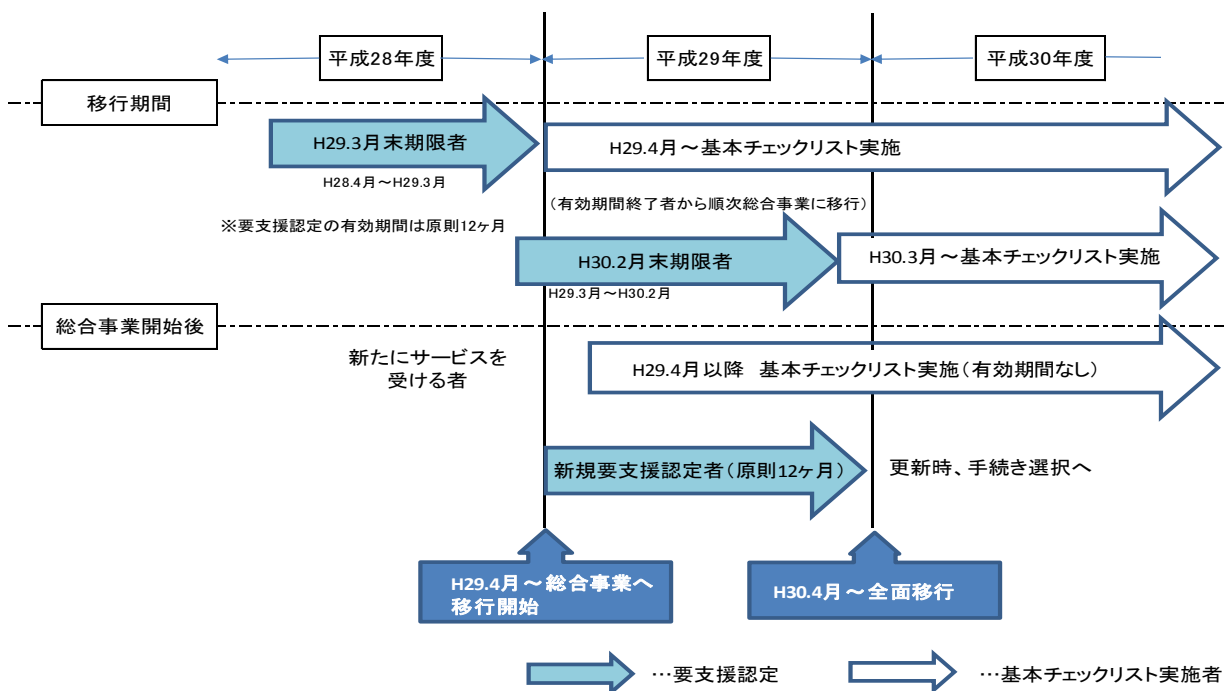 平成28年度
平成29年度
平成30年度
移行期間
H29.3月末期限者
H29.4月～基本チェックリスト実施
H28.4月～H29.3月
（有効期間終了者から順次総合事業に移行）
※要支援認定の有効期間は原則12ヶ月
H30.2月末期限者
H30.3月～基本チェックリスト実施
H29.3月～H30.2月
総合事業開始後
新たにサービスを
受ける者
H29.4月以降　基本チェックリスト実施（有効期間なし）
新規要支援認定者（原則12ヶ月）
更新時、手続き選択へ
H29.4月～総合事業へ
移行開始
H30.4月～全面移行
…要支援認定
…基本チェックリスト実施者